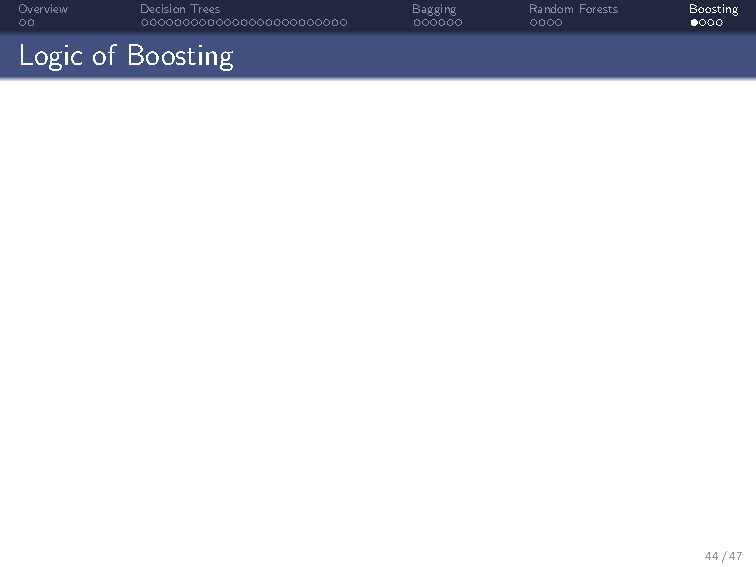 Overview Decision Trees Bagging Random Forests Boosting
Logic of Boosting
44 / 47